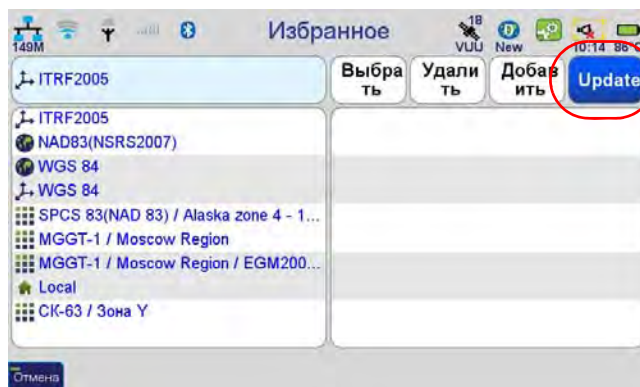 Избранное
18
149M
VUU
New
10:14 86°C
ITRF2005
Выбра
ть
Удали
ть
Добав
ить
Update
ITRF2005
NAD83(NSRS2007)
WGS 84
WGS 84
SPCS 83(NAD 83) / Alaska zone 4 - 1...
MGGT-1 / Moscow Region
MGGT-1 / Moscow Region / EGM200...
Local
СК-63 / Зона Y
Отмена